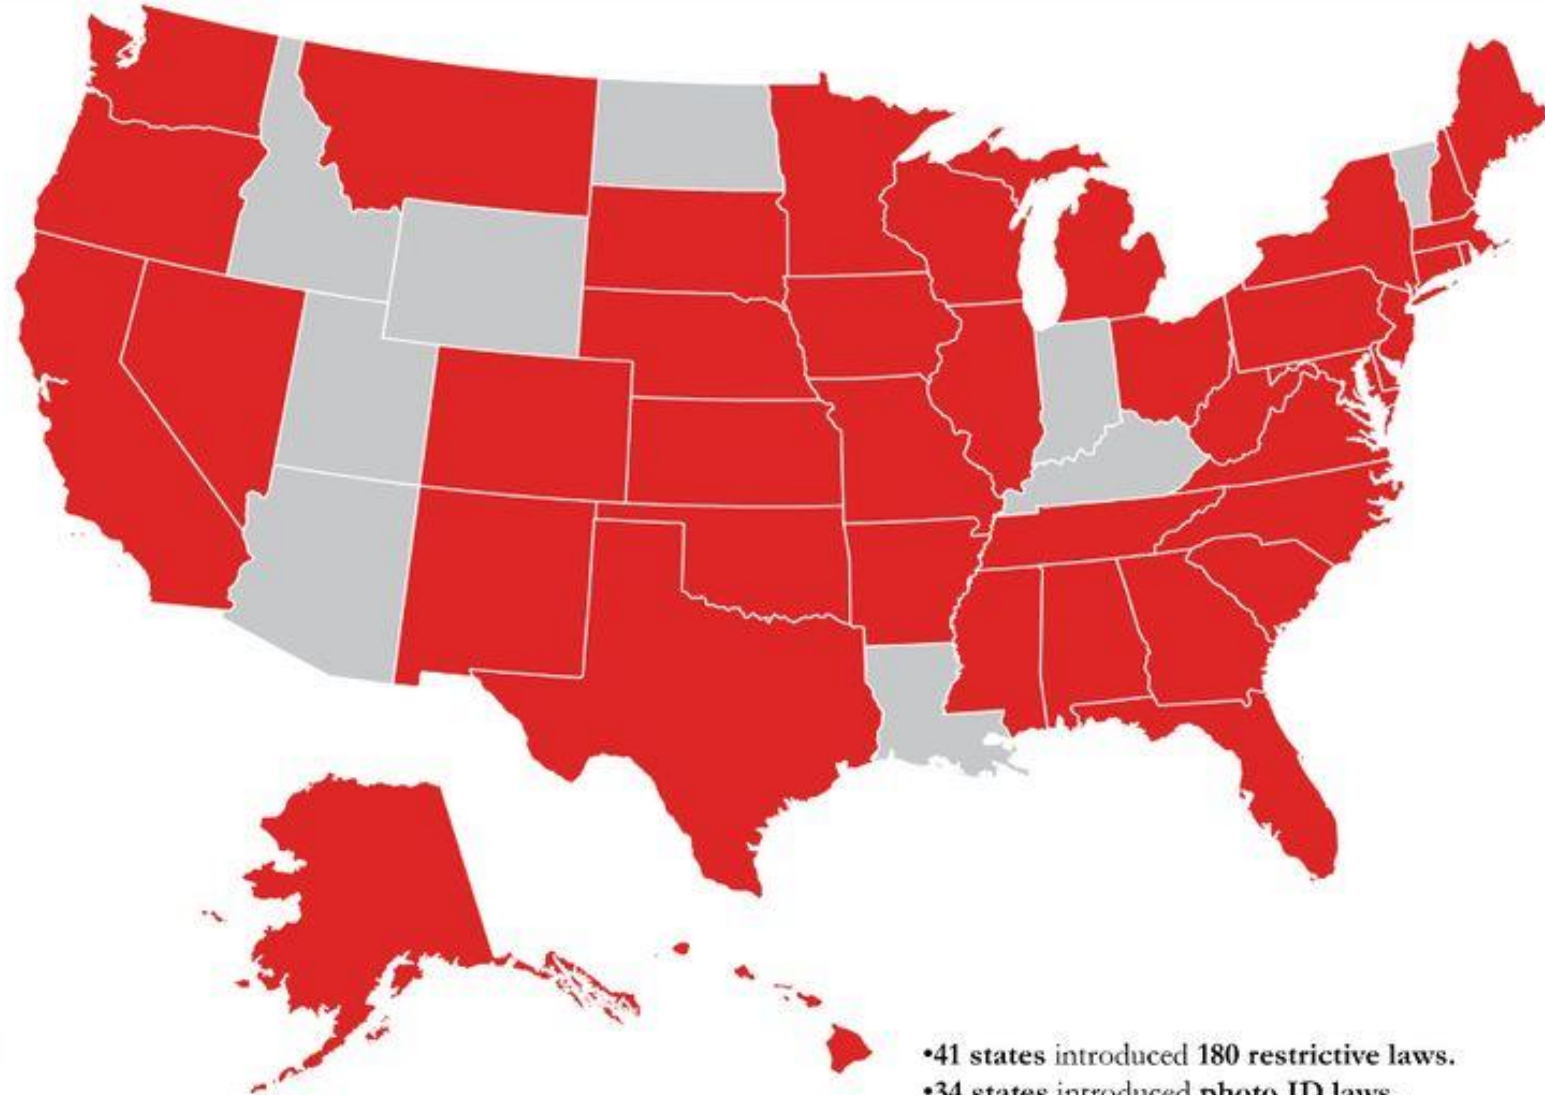 •41 states introduced 180 restrictive laws.
•34 states introduced photo ID laws.